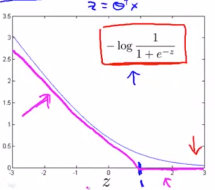 z = θᵀx
3.5
3
2.5
2
1.5
1
0.5
0
-log 1/(1 + e^(-z))
-3 -2 -1 0 1 2 3
z